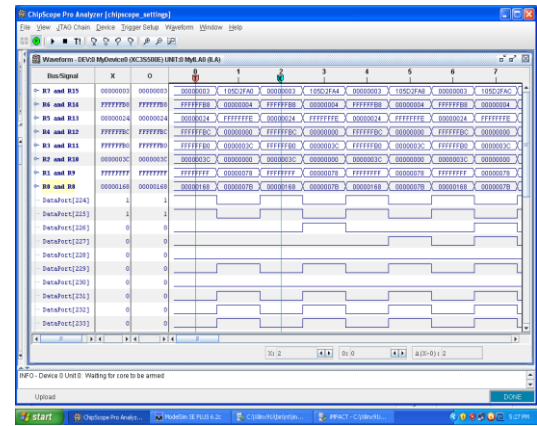 ChipScope Pro Analyzer [chipscope_settings]
File View JTAG Chain Device Trigger Setup Waveform Window Help
Waveform - DEV:0 MyDevice0 (XC3S500E) UNIT:0 MyILA0 (ILA)
Bus/Signal X O 0 1 2 3 4 5 6 7
R7 and R15 00000003 00000003 00000003 105D2FA0 00000003 105D2FA4 00000003 105D2FA8 00000003 105D2FAC
R6 and R14 FFFFFFB8 FFFFFFB8 FFFFFFB8 00000004 FFFFFFB8 00000004 FFFFFFB8 00000004 FFFFFFB8 00000004
R5 and R13 00000024 00000024 00000024 FFFFFFFE 00000024 FFFFFFFE 00000024 FFFFFFFE 00000024 FFFFFFFE
R4 and R12 FFFFFFBC FFFFFFBC FFFFFFBC 00000000 FFFFFFBC 00000000 FFFFFFBC 00000000 FFFFFFBC 00000000
R3 and R11 FFFFFFB0 FFFFFFB0 FFFFFFB0 0000003C FFFFFFB0 0000003C FFFFFFB0 0000003C FFFFFFB0 0000003C
R2 and R10 0000003C 0000003C 0000003C 00000000 0000003C 00000000 0000003C 00000000 0000003C 00000000
R1 and R9 FFFFFFFF FFFFFFFF FFFFFFFF 00000078 FFFFFFFF 00000078 FFFFFFFF 00000078 FFFFFFFF 00000078
R0 and R8 00000168 00000168 00000168 0000007B 00000168 0000007B 00000168 0000007B 00000168 0000007B
DataPort[224] 1 1
DataPort[225] 1 1
DataPort[226] 0 0
DataPort[227] 0 0
DataPort[228] 0 0
DataPort[229] 0 0
DataPort[230] 0 0
DataPort[231] 0 0
DataPort[232] 0 0
DataPort[233] 0 0
X: 2 O: 0 Δ(X-O): 2
INFO - Device 0 Unit 0: Waiting for core to be armed
Upload DONE
start ChipScope Pro Analyz... ModelSim SE PLUS 6.2c iMPACT - C:/ 5:27 PM